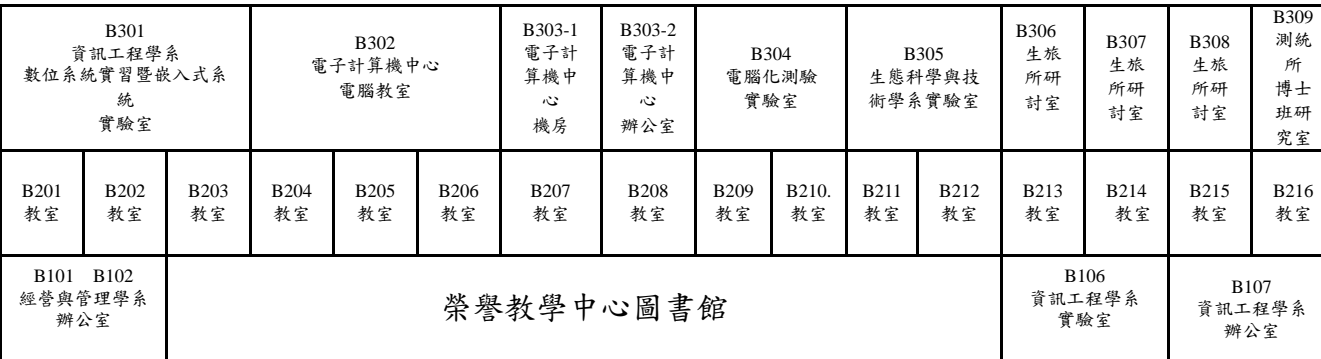 B301
資訊工程學系
數位系統實習暨嵌入式系
統
實驗室
B302
電子計算機中心
電腦教室
B303-1
電子計
算機中
心
機房
B303-2
電子計
算機中
心
辦公室
B304
電腦化測驗
實驗室
B305
生態科學與技
術學系實驗室
B306
生旅
所研
討室
B307
生旅
所研
討室
B308
生旅
所研
討室
B309
測統
所
博士
班研
究室
B201
教室
B202
教室
B203
教室
B204
教室
B205
教室
B206
教室
B207
教室
B208
教室
B209
教室
B210.
教室
B211
教室
B212
教室
B213
教室
B214
教室
B215
教室
B216
教室
B101 B102
經營與管理學系
辦公室
榮譽教學中心圖書館
B106
資訊工程學系
實驗室
B107
資訊工程學系
辦公室